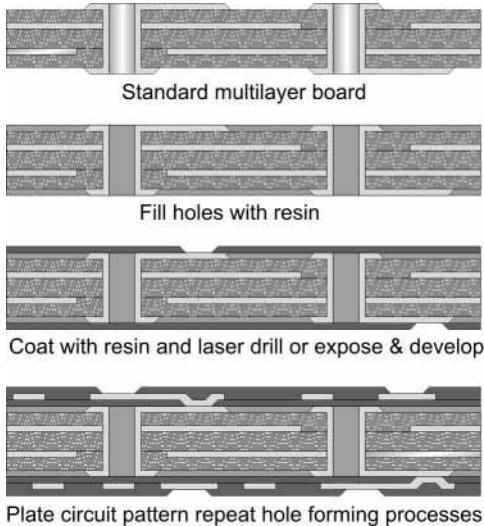 Standard multilayer board
Fill holes with resin
Coat with resin and laser drill or expose & develop
Plate circuit pattern repeat hole forming processes